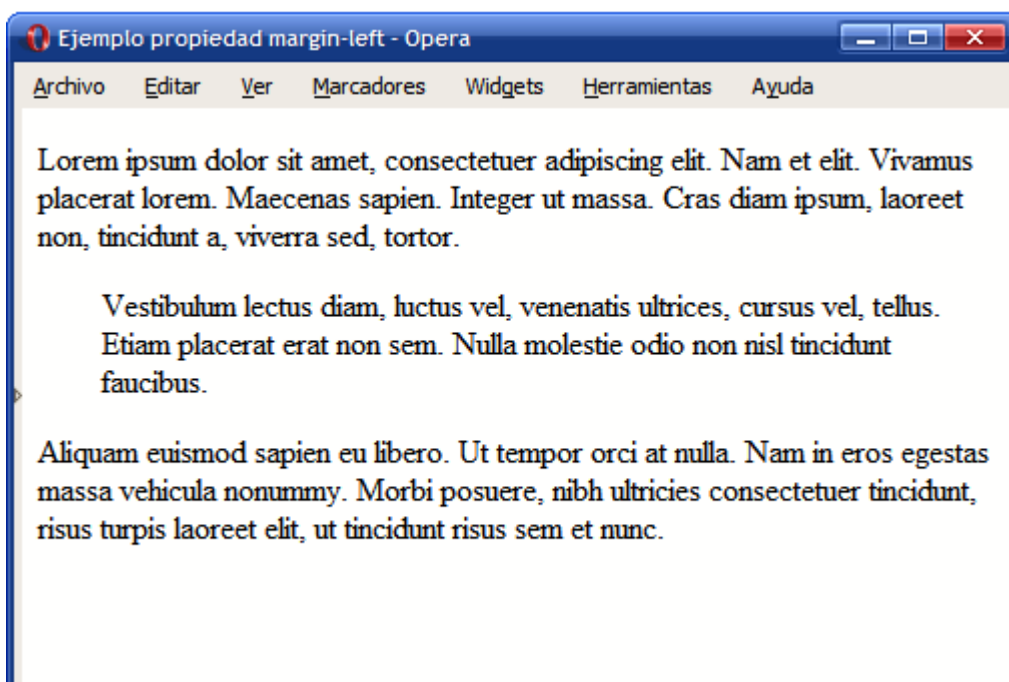 Ejemplo propiedad margin-left - Opera
Archivo Editar Ver Marcadores Widgets Herramientas Ayuda
Lorem ipsum dolor sit amet, consectetuer adipiscing elit. Nam et elit. Vivamus
placerat lorem. Maecenas sapien. Integer ut massa. Cras diam ipsum, laoreet
non, tincidunt a, viverra sed, tortor.
Vestibulum lectus diam, luctus vel, venenatis ultrices, cursus vel, tellus.
Etiam placerat erat non sem. Nulla molestie odio non nisl tincidunt
faucibus.
Aliquam euismod sapien eu libero. Ut tempor orci at nulla. Nam in eros egestas
massa vehicula nonummy. Morbi posuere, nibh ultricies consectetuer tincidunt,
risus turpis laoreet elit, ut tincidunt risus sem et nunc.